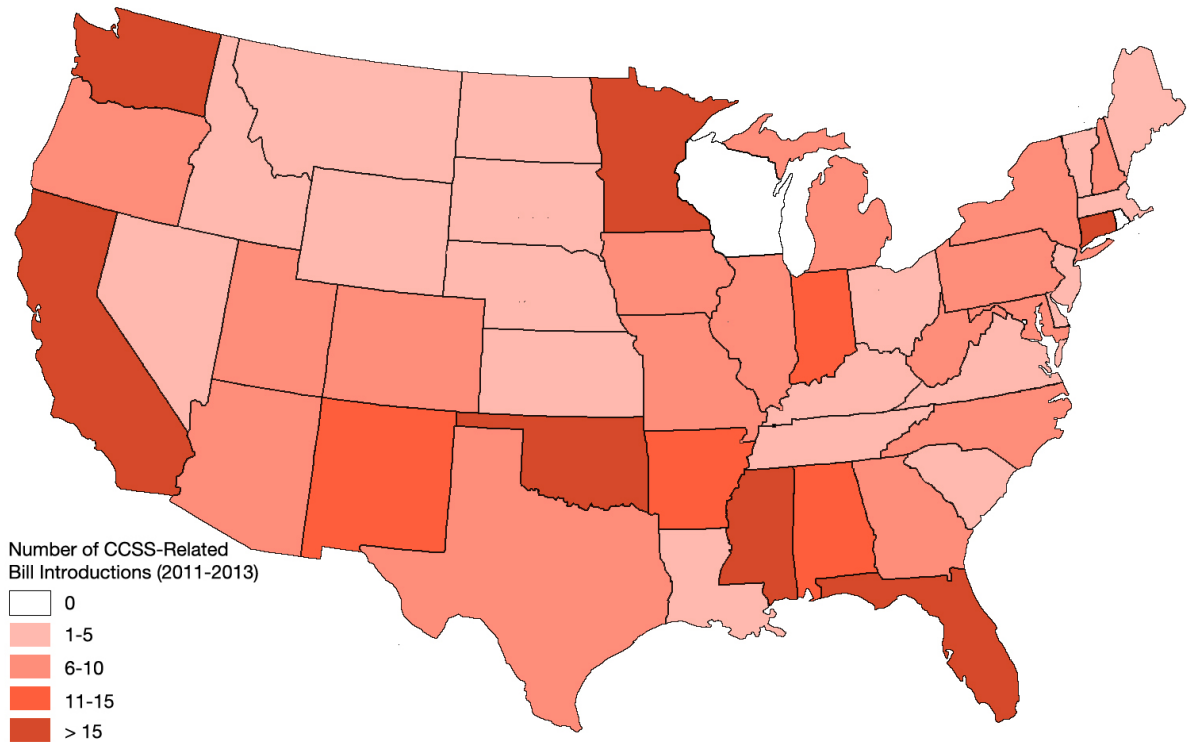 Number of CCSS-Related
Bill Introductions (2011-2013)
0
1-5
6-10
11-15
> 15